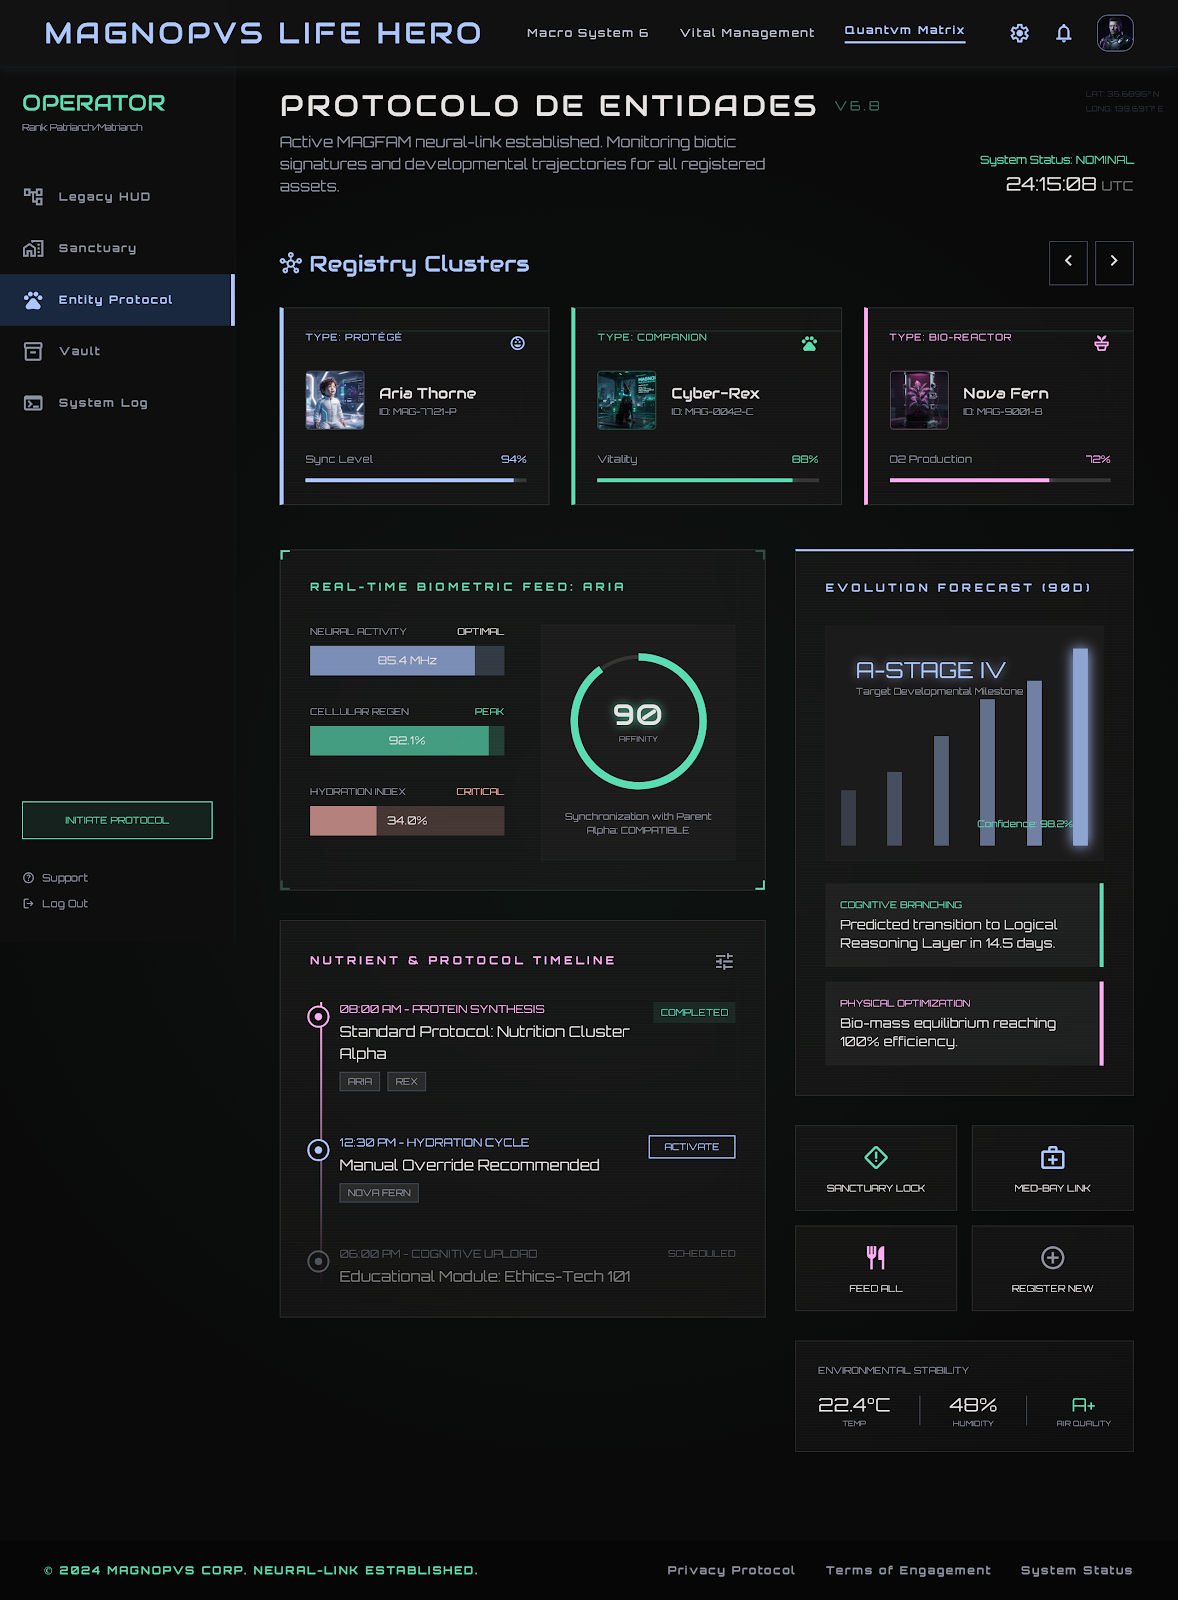 MAGNOPVS LIFE HERO
Macro System 6
Vital Management
Quantvm Matrix
OPERATOR
Rank: Patriarch/Matriarch
Legacy HUD
Sanctuary
Entity Protocol
Vault
System Log
INITIATE PROTOCOL
Support
Log Out
PROTOCOLO DE ENTIDADES
V6.8
Active MAGFAM neural-link established. Monitoring biotic
signatures and developmental trajectories for all registered
assets.
LAT: 35.6895° N
LONG: 139.6917° E
System Status: NOMINAL
24:15:08 UTC
Registry Clusters
TYPE: PROTÉGÉ
Aria Thorne
ID: MAG-7721-P
Sync Level
94%
TYPE: COMPANION
Cyber-Rex
ID: MAG-0042-C
Vitality
88%
TYPE: BIO-REACTOR
Nova Fern
ID: MAG-9001-B
O2 Production
72%
REAL-TIME BIOMETRIC FEED: ARIA
NEURAL ACTIVITY
OPTIMAL
85.4 MHz
CELLULAR REGEN
PEAK
92.1%
HYDRATION INDEX
CRITICAL
34.0%
90
AFFINITY
Synchronization with Parent
Alpha: COMPATIBLE
EVOLUTION FORECAST (90D)
A-STAGE IV
Target Developmental Milestone
Confidence: 98.2%
COGNITIVE BRANCHING
Predicted transition to Logical
Reasoning Layer in 14.5 days.
PHYSICAL OPTIMIZATION
Bio-mass equilibrium reaching
100% efficiency.
NUTRIENT & PROTOCOL TIMELINE
08:00 AM - PROTEIN SYNTHESIS
COMPLETED
Standard Protocol: Nutrition Cluster
Alpha
ARIA
REX
12:30 PM - HYDRATION CYCLE
ACTIVATE
Manual Override Recommended
NOVA FERN
06:00 PM - COGNITIVE UPLOAD
SCHEDULED
Educational Module: Ethics-Tech 101
SANCTUARY LOCK
MED-BAY LINK
FEED ALL
REGISTER NEW
ENVIRONMENTAL STABILITY
22.4°C
TEMP
48%
HUMIDITY
A+
AIR QUALITY
© 2024 MAGNOPVS CORP. NEURAL-LINK ESTABLISHED.
Privacy Protocol
Terms of Engagement
System Status